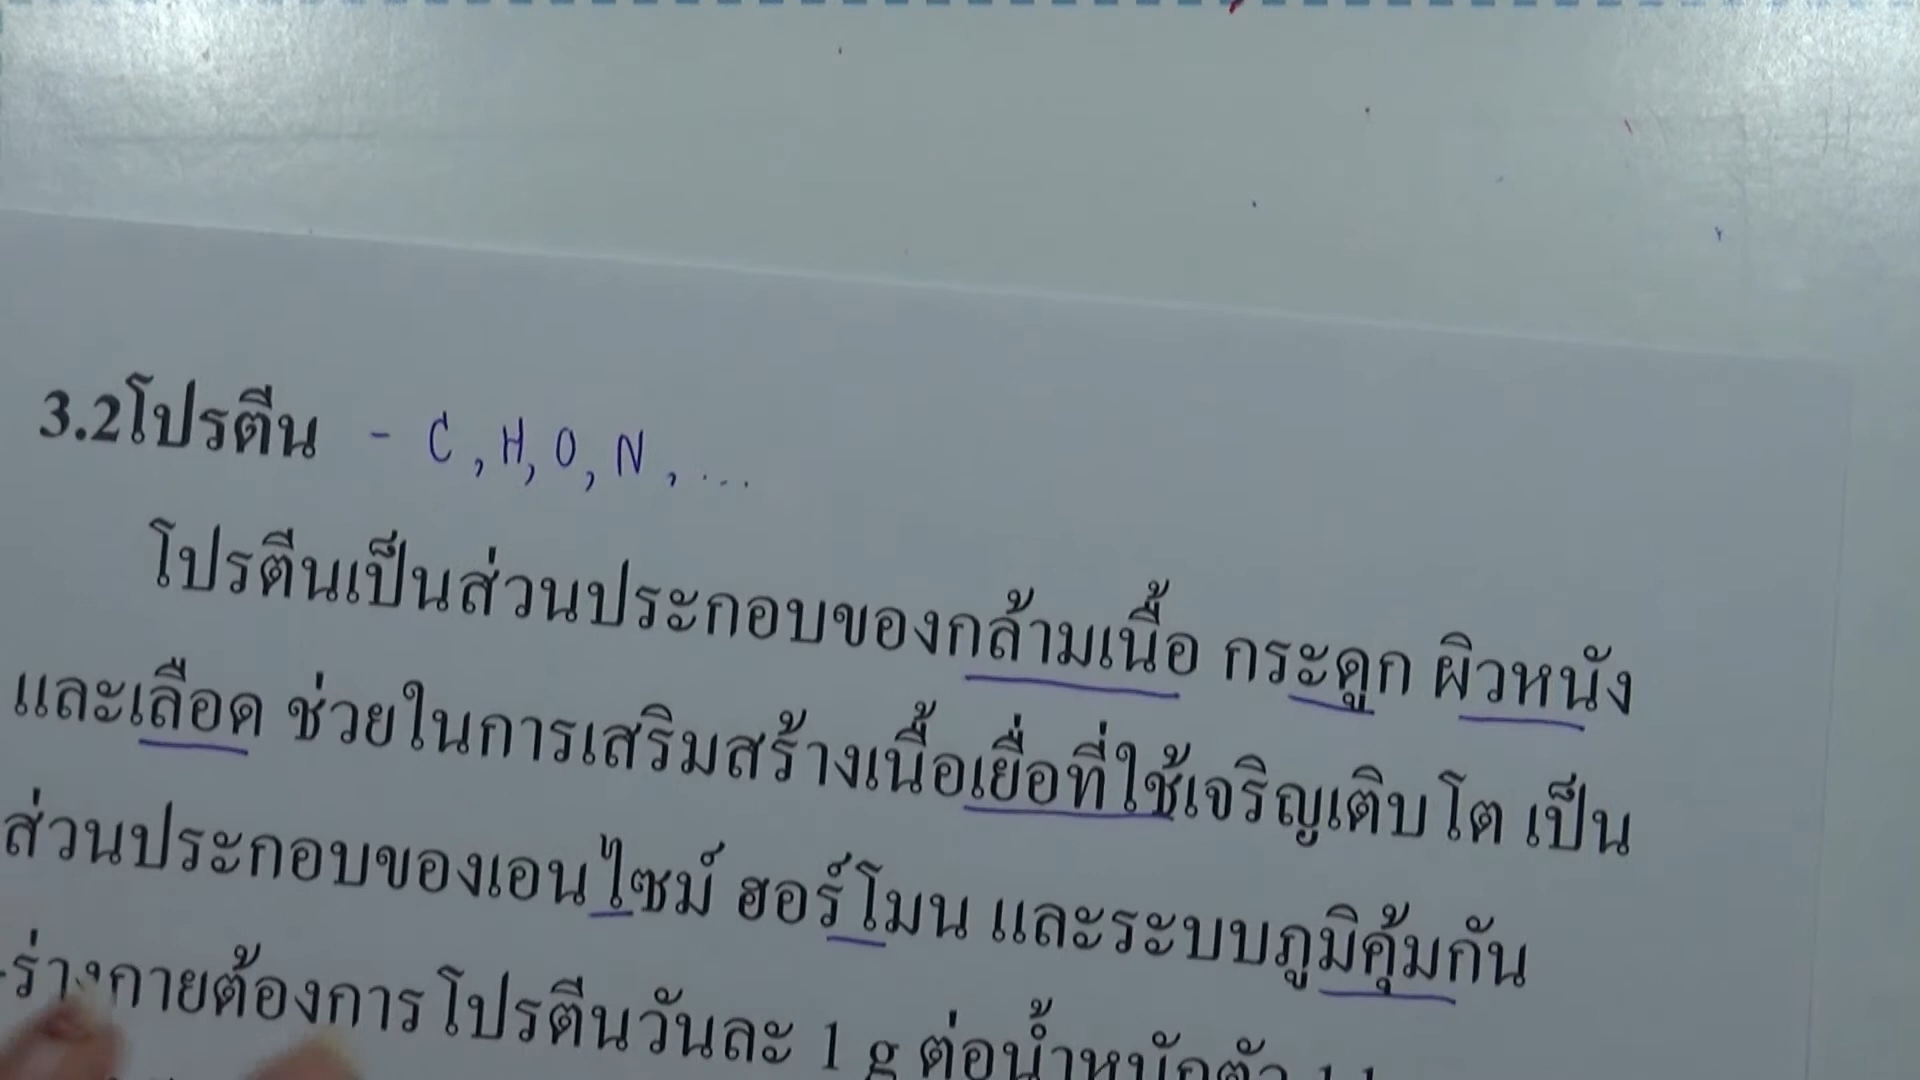 3.2โปรตีน - C, H, O, N, ...
โปรตีนเป็นส่วนประกอบของกล้ามเนื้อ กระดูก ผิวหนัง
และเลือด ช่วยในการเสริมสร้างเนื้อเยื่อที่ใช้เจริญเติบโต เป็น
ส่วนประกอบของเอนไซม์ ฮอร์โมน และระบบภูมิคุ้มกัน
ร่างกายต้องการโปรตีนวันละ 1 g ต่อน้ำหนักตัว